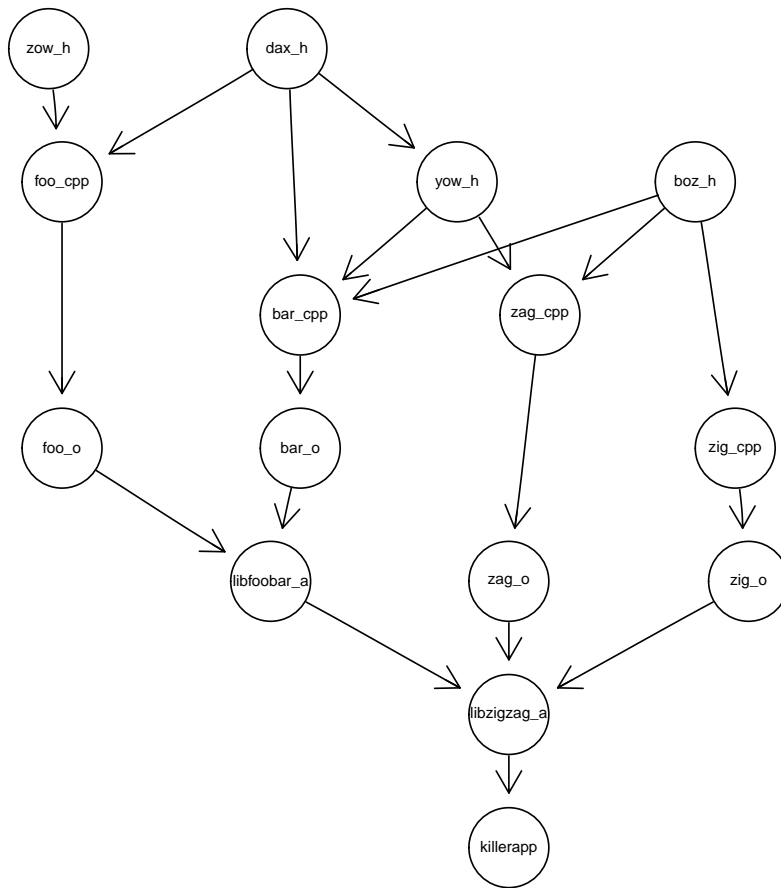 zow_h
dax_h
foo_cpp
yow_h
boz_h
bar_cpp
zag_cpp
foo_o
bar_o
zig_cpp
libfoobar_a
zag_o
zig_o
libzigzag_a
killerapp